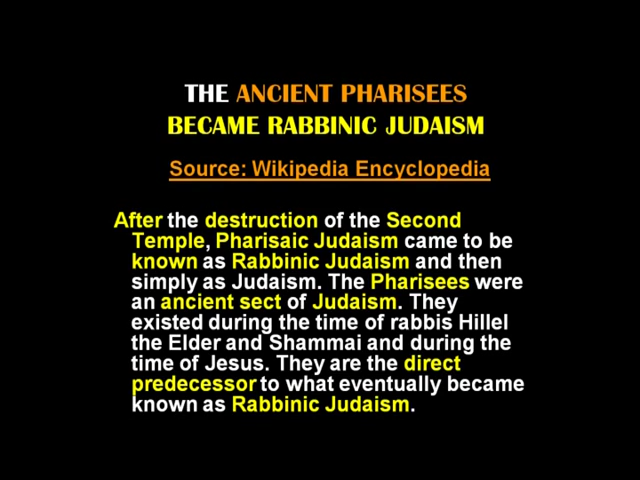 THE ANCIENT PHARISEES
BECAME RABBINIC JUDAISM
Source: Wikipedia Encyclopedia
After the destruction of the Second
Temple, Pharisaic Judaism came to be
known as Rabbinic Judaism and then
simply as Judaism. The Pharisees were
an ancient sect of Judaism. They
existed during the time of rabbis Hillel
the Elder and Shammai and during the
time of Jesus. They are the direct
predecessor to what eventually became
known as Rabbinic Judaism.